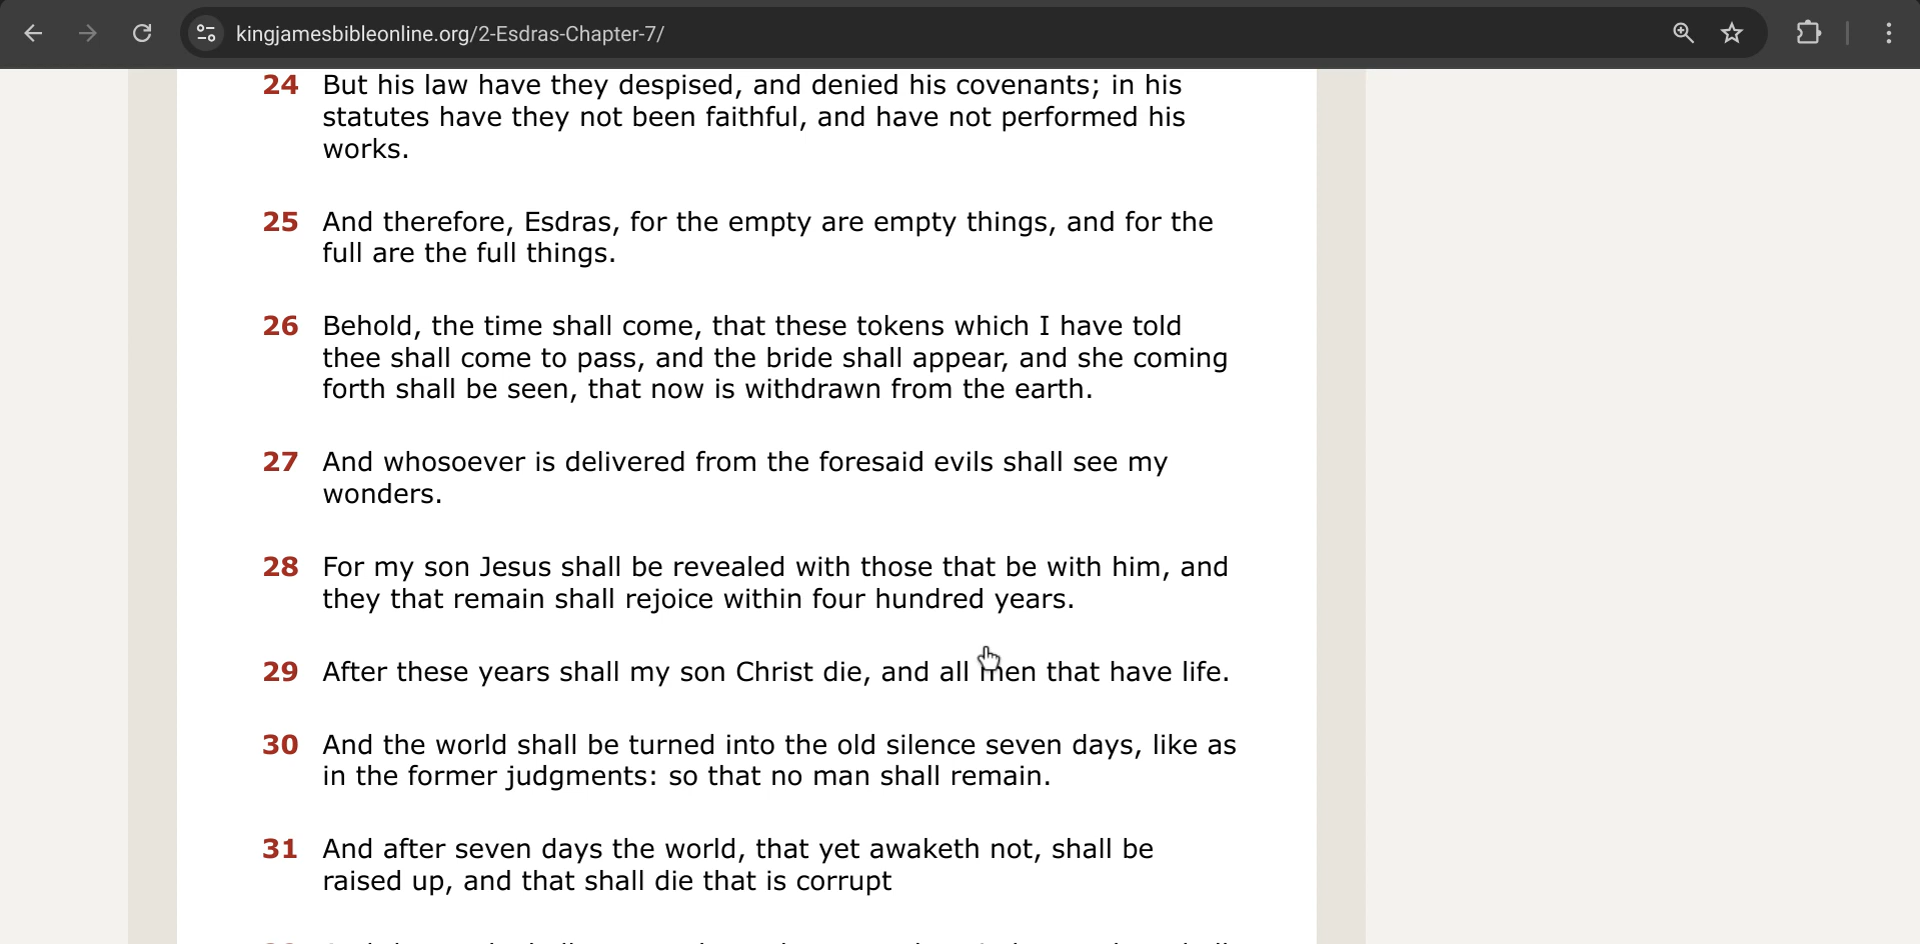 kingjamesbibleonline.org/2-Esdras-Chapter-7/
24 But his law have they despised, and denied his covenants; in his
statutes have they not been faithful, and have not performed his
works.
25 And therefore, Esdras, for the empty are empty things, and for the
full are the full things.
26 Behold, the time shall come, that these tokens which I have told
thee shall come to pass, and the bride shall appear, and she coming
forth shall be seen, that now is withdrawn from the earth.
27 And whosoever is delivered from the foresaid evils shall see my
wonders.
28 For my son Jesus shall be revealed with those that be with him, and
they that remain shall rejoice within four hundred years.
29 After these years shall my son Christ die, and all men that have life.
30 And the world shall be turned into the old silence seven days, like as
in the former judgments: so that no man shall remain.
31 And after seven days the world, that yet awaketh not, shall be
raised up, and that shall die that is corrupt